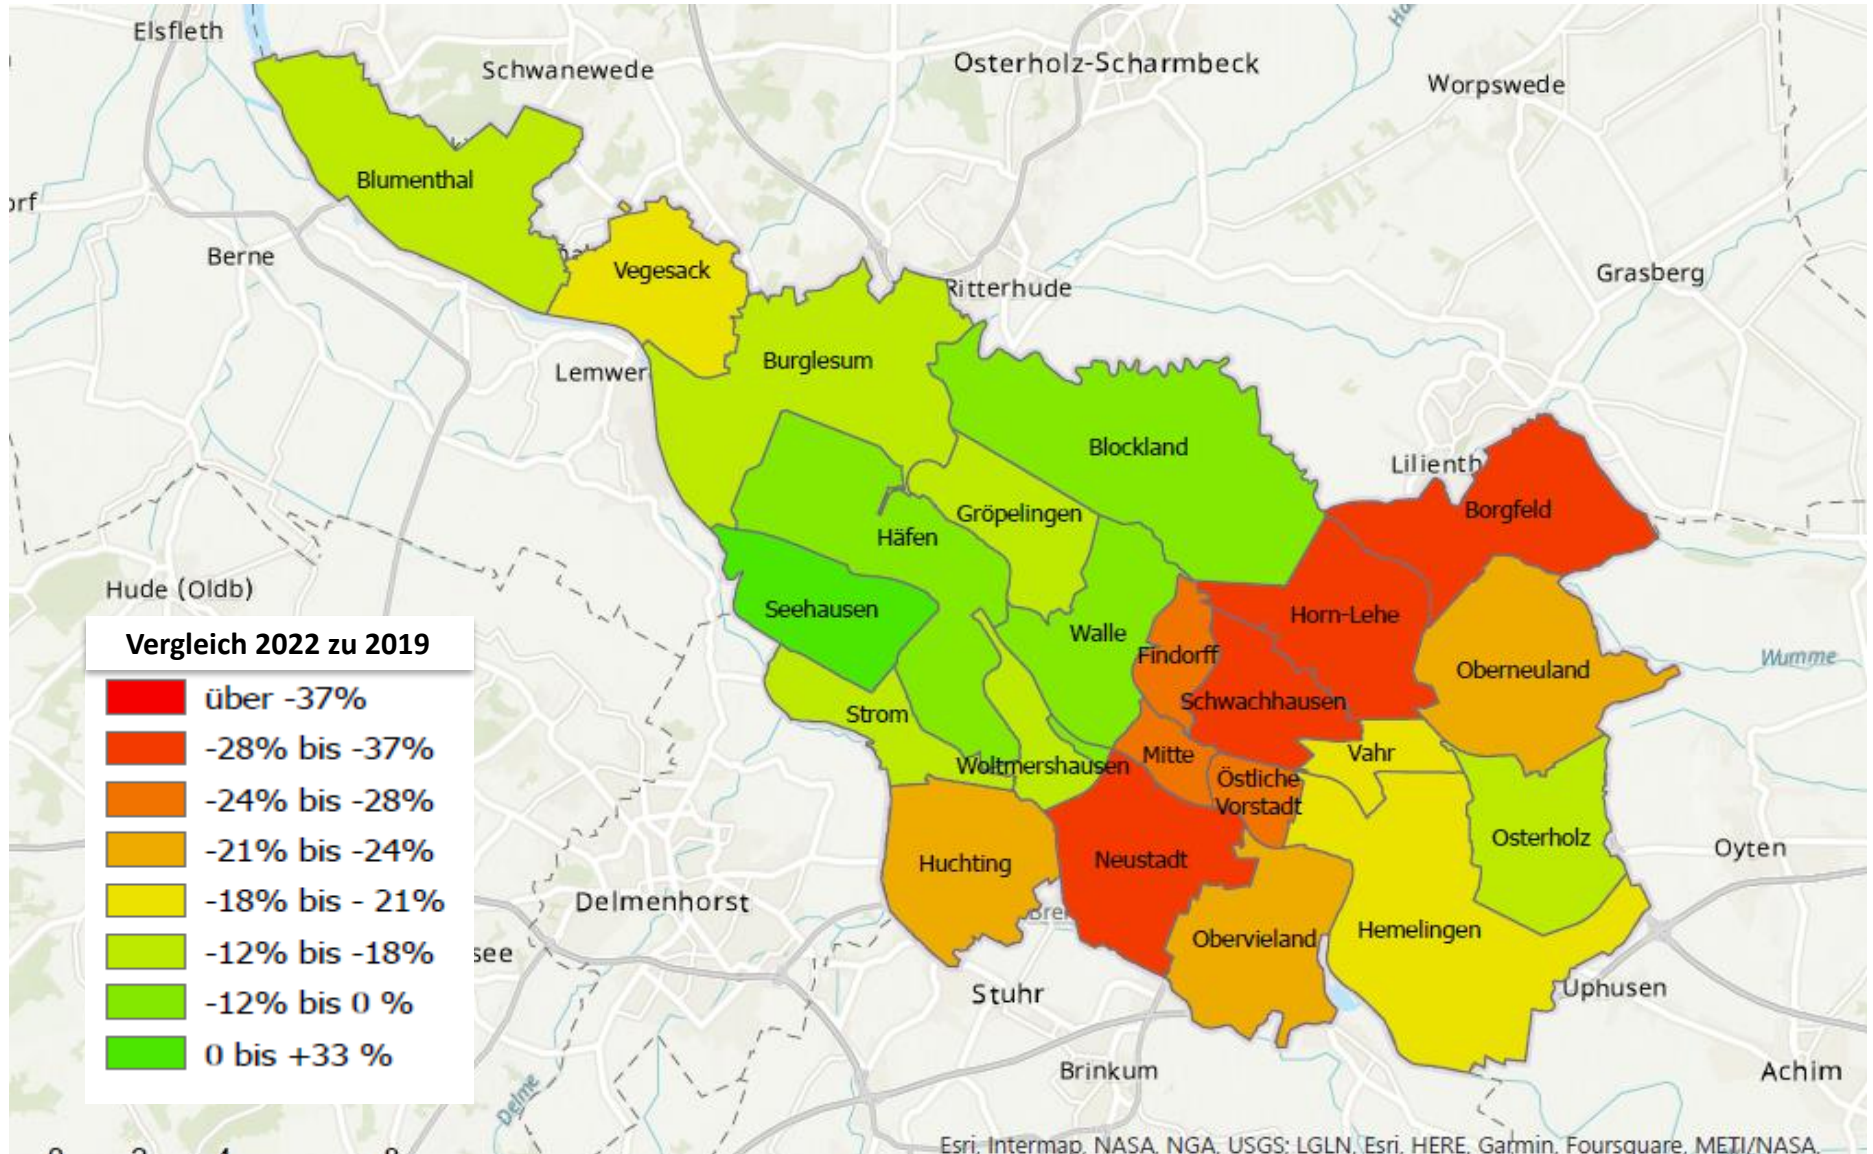 Elsfleth
Schwanewede
Osterholz-Scharmbeck
Worpswede
Blumenthal
orf
Berne
Vegesack
Ritterhude
Grasberg
Lemwer
Burglesum
Blockland
Lilienth
Borgfeld
Gröpelingen
Häfen
Hude (Oldb)
Seehausen
Walle
Horn-Lehe
Findorff
Oberneuland
Wumme
Schwachhausen
Strom
Mitte
Vahr
Woltmershausen
Östliche
Vorstadt
Huchting
Neustadt
Osterholz
Oyten
Delmenhorst
Brem
Obervieland
Hemelingen
see
Stuhr
Uphusen
Brinkum
Achim
Delme
Vergleich 2022 zu 2019
über -37%
-28% bis -37%
-24% bis -28%
-21% bis -24%
-18% bis - 21%
-12% bis -18%
-12% bis 0 %
0 bis +33 %
Esri, Intermap, NASA, NGA, USGS; LGLN, Esri, HERE, Garmin, Foursquare, METI/NASA,